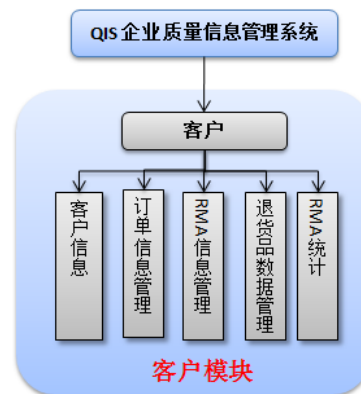 QIS 企业质量信息管理系统
客户
客户信息
订单信息管理
RMA信息管理
退货品数据管理
RMA统计
客户模块